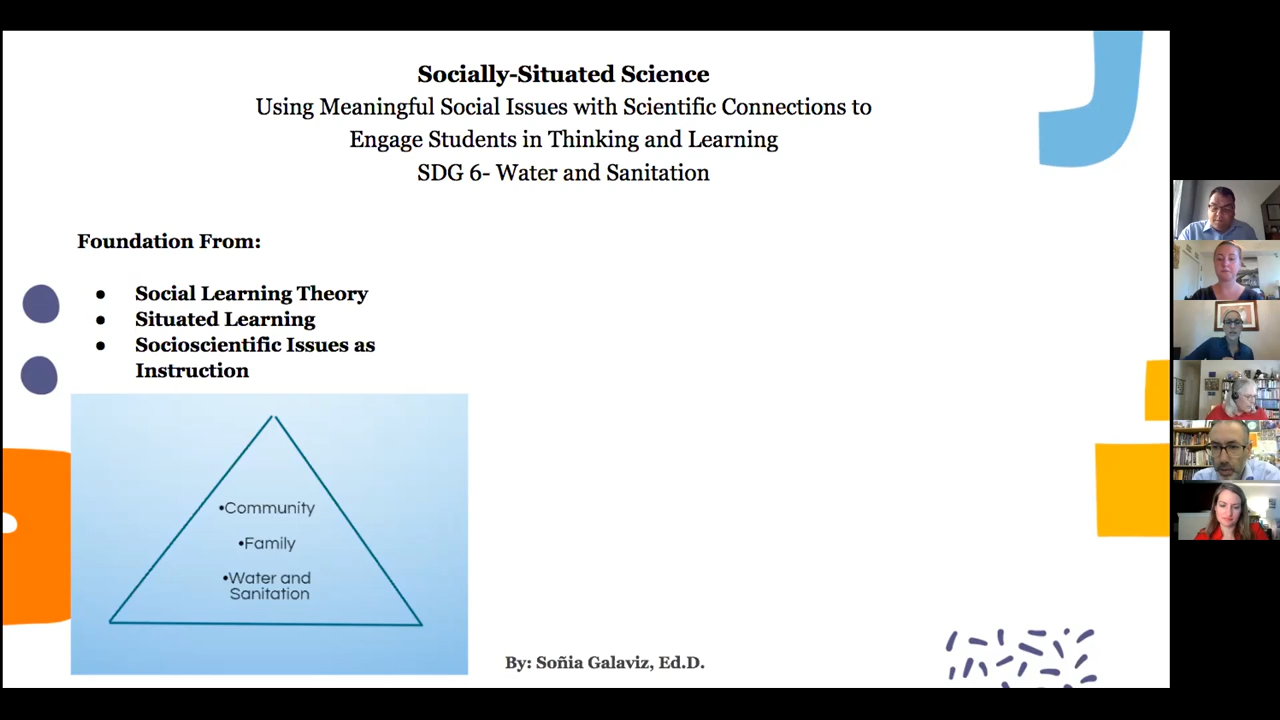 Socially-Situated Science
Using Meaningful Social Issues with Scientific Connections to
Engage Students in Thinking and Learning
SDG 6- Water and Sanitation
Foundation From:
● Social Learning Theory
● Situated Learning
● Socioscientific Issues as
Instruction
•Community
•Family
•Water and
Sanitation
By: Soñia Galaviz, Ed.D.